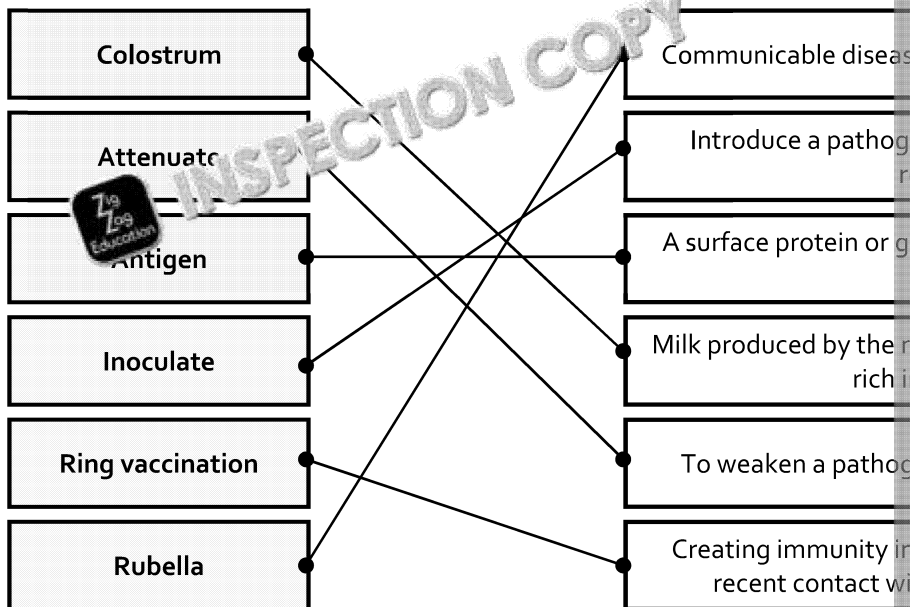 Colostrum
Communicable diseas
INSPECTION COPY
Attenuate
Introduce a pathog
r
Zig
Zag
Education
Antigen
A surface protein or g
Inoculate
Milk produced by the
rich i
Ring vaccination
To weaken a pathog
Rubella
Creating immunity in
recent contact wi